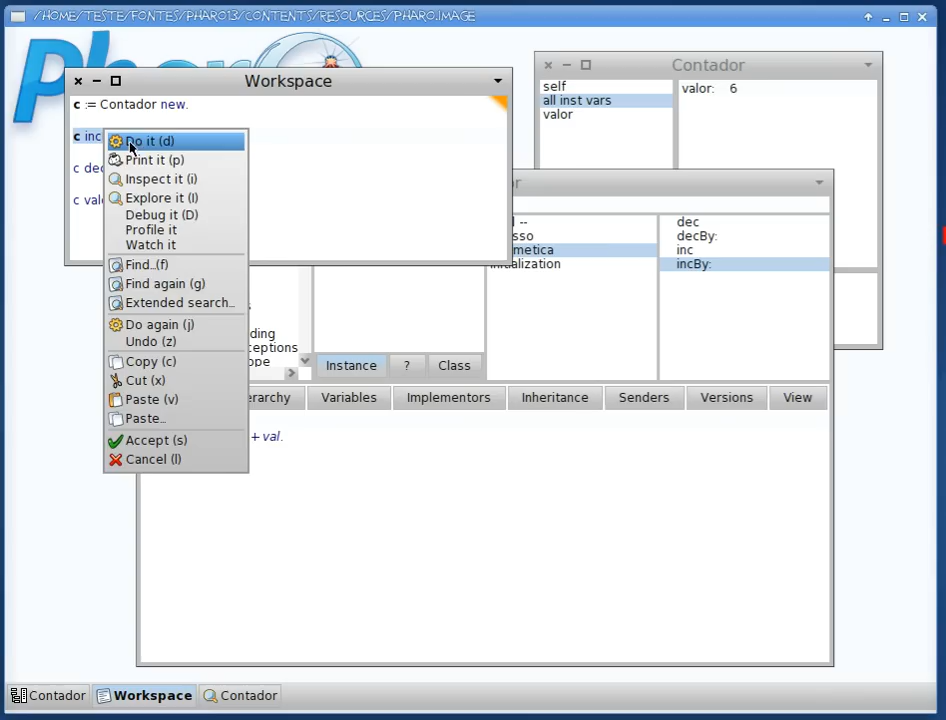 /HOME/TESTE/FONTES/PHARO13/CONTENTS/RESOURCES/PHARO.IMAGE
Workspace
c := Contador new.
c inc
c dec
c val
Do it (d)
Print it (p)
Inspect it (i)
Explore it (I)
Debug it (D)
Profile it
Watch it
Find...(f)
Find again (g)
Extended search...
Do again (j)
Undo (z)
Copy (c)
Cut (x)
Paste (v)
Paste...
Accept (s)
Cancel (l)
Contador
self
all inst vars
valor
valor: 6
or
--
sso
metica
initialization
dec
decBy:
inc
incBy:
ding
ceptions
ope
Instance
?
Class
erarchy
Variables
Implementors
Inheritance
Senders
Versions
View
+ val.
Contador
Workspace
Contador